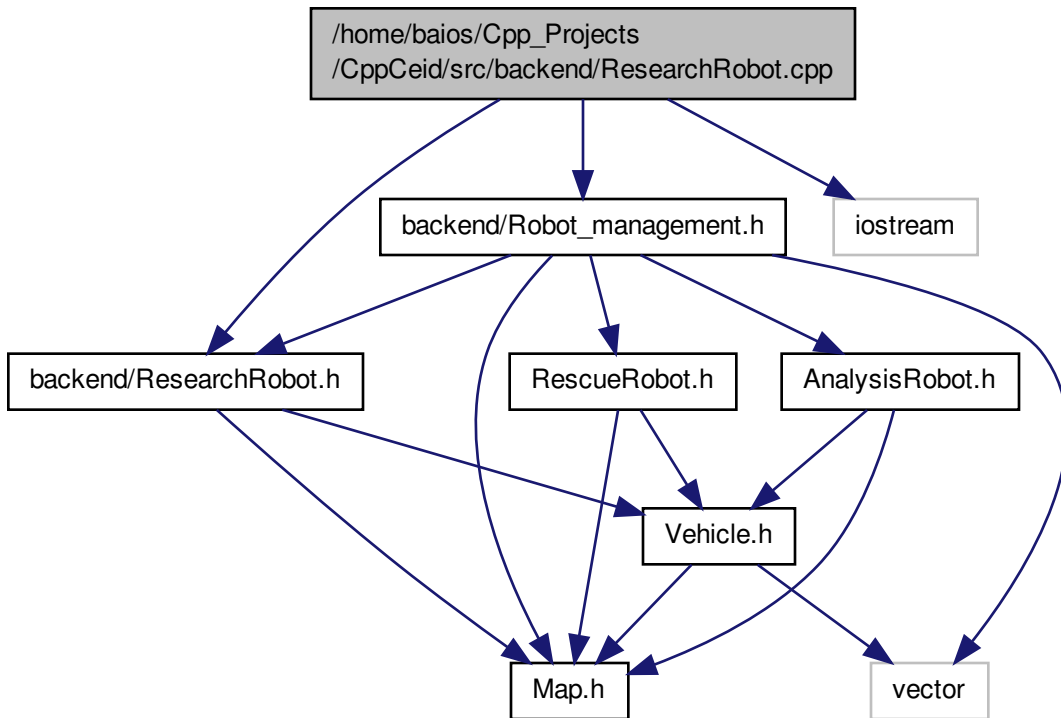 /home/baios/Cpp_Projects
/CppCeid/src/backend/ResearchRobot.cpp
backend/Robot_management.h
iostream
backend/ResearchRobot.h
RescueRobot.h
AnalysisRobot.h
Vehicle.h
Map.h
vector